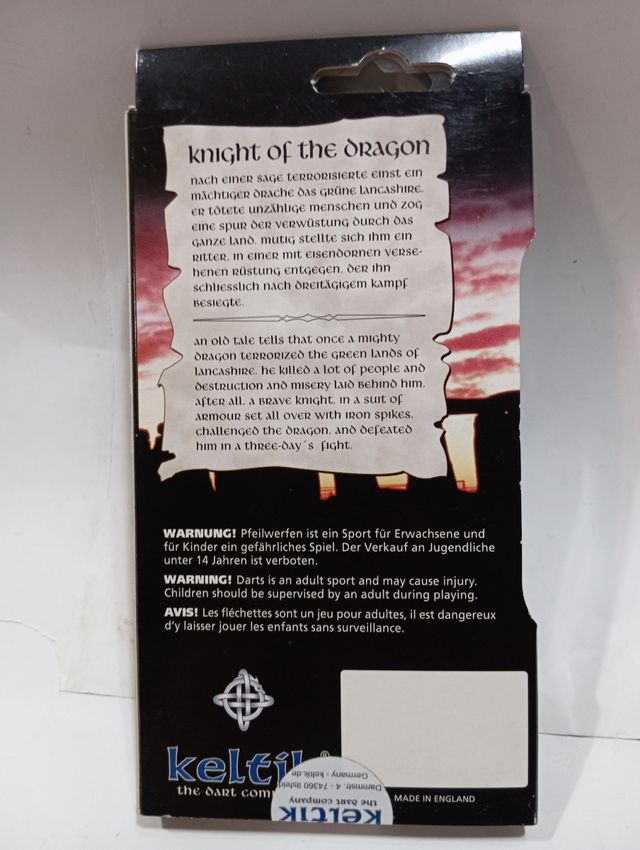 knight of the dragon
nach einer sage terrorisierte einst ein
mächtiger drache das grüne lancashire.
er tötete unzählige menschen und zog
eine spur der verwüstung durch das
ganze land. mutig stellte sich ihm ein
ritter, in einer mit eisendornen verse-
henen rüstung entgegen, der ihn
schliesslich nach dreitägigem kampf
besiegte.
an old tale tells that once a mighty
dragon terrorized the green lands of
lancashire. he killed a lot of people and
destruction and misery laid behind him.
after all, a brave knight, in a suit of
armour set all over with iron spikes,
challenged the dragon, and defeated
him in a three-day´s fight.
WARNUNG! Pfeilwerfen ist ein Sport für Erwachsene und
für Kinder ein gefährliches Spiel. Der Verkauf an Jugendliche
unter 14 Jahren ist verboten.
WARNING! Darts is an adult sport and may cause injury.
Children should be supervised by an adult during playing.
AVIS! Les fléchettes sont un jeu pour adultes, il est dangereux
d'y laisser jouer les enfants sans surveillance.
keltik ®
the dart
MADE IN ENGLAND
keltik
the dart company
Dammstr. 4 - 74360 Ilsfeld
Germany - keltik.de